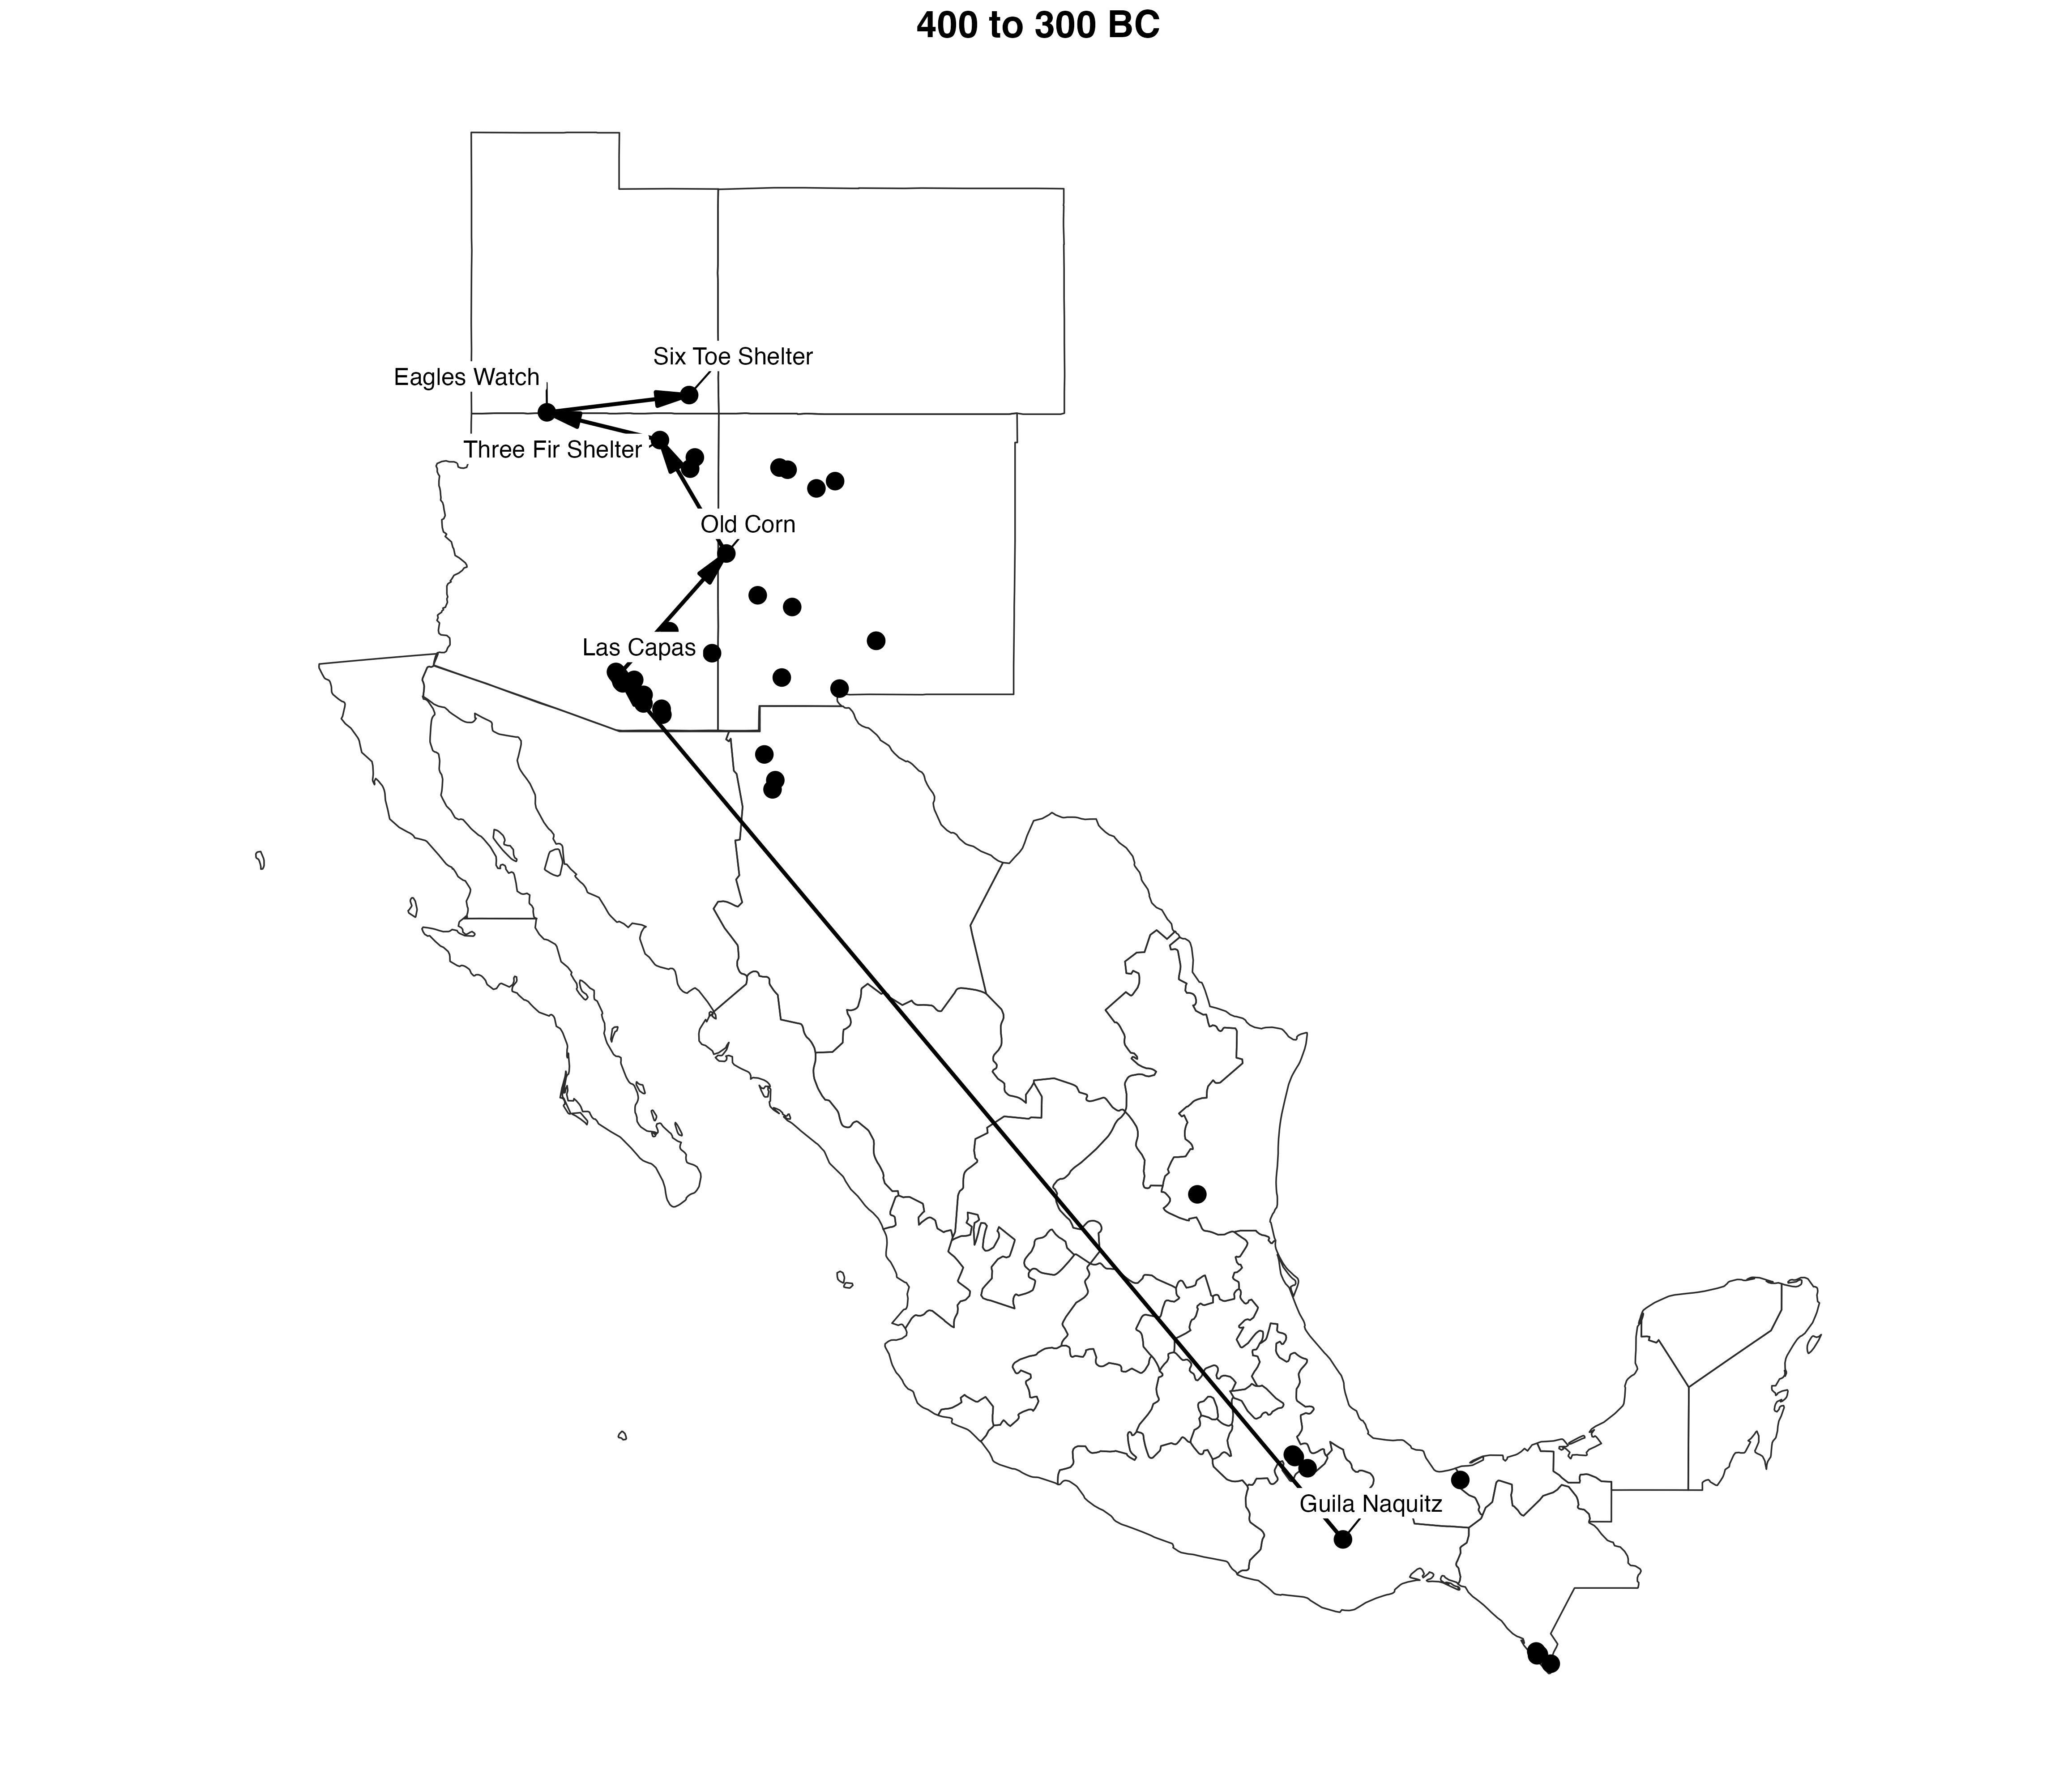 400 to 300 BC
Six Toe Shelter
Eagles Watch
Three Fir Shelter
Old Corn
Las Capas
Guila Naquitz